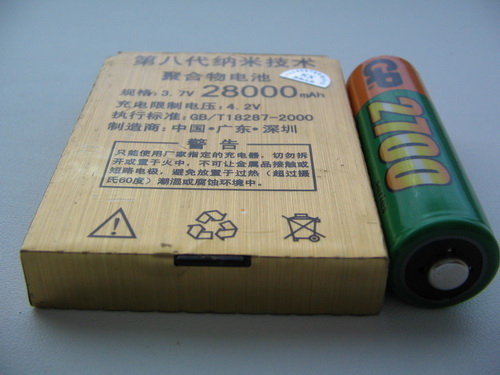 第八代纳米技术
聚合物电池
规格: 3.7V 28000mAh
充电限制电压: 4.2V
执行标准: GB/T18287-2000
制造商: 中国·广东·深圳
警告
只能使用厂家指定的充电器, 切勿拆
开或置于火中, 不可让金属品接触或
短路电极, 避免放置于过热 (超过摄
氏60度) 潮湿或腐蚀环境中.
GP
2700